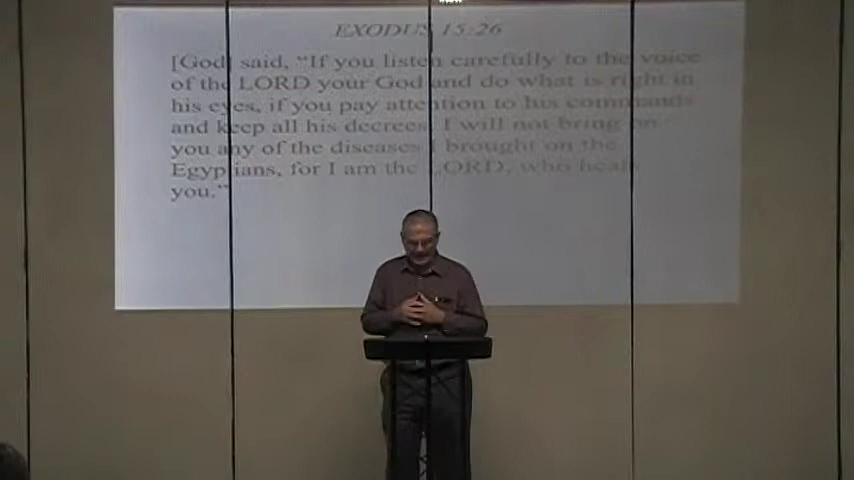 EXODUS 15:26
[God] said, “If you listen carefully to the voice
of the LORD your God and do what is right in
his eyes, if you pay attention to his commands
and keep all his decrees, I will not bring on
you any of the diseases I brought on the
Egyptians, for I am the LORD, who heals
you.”